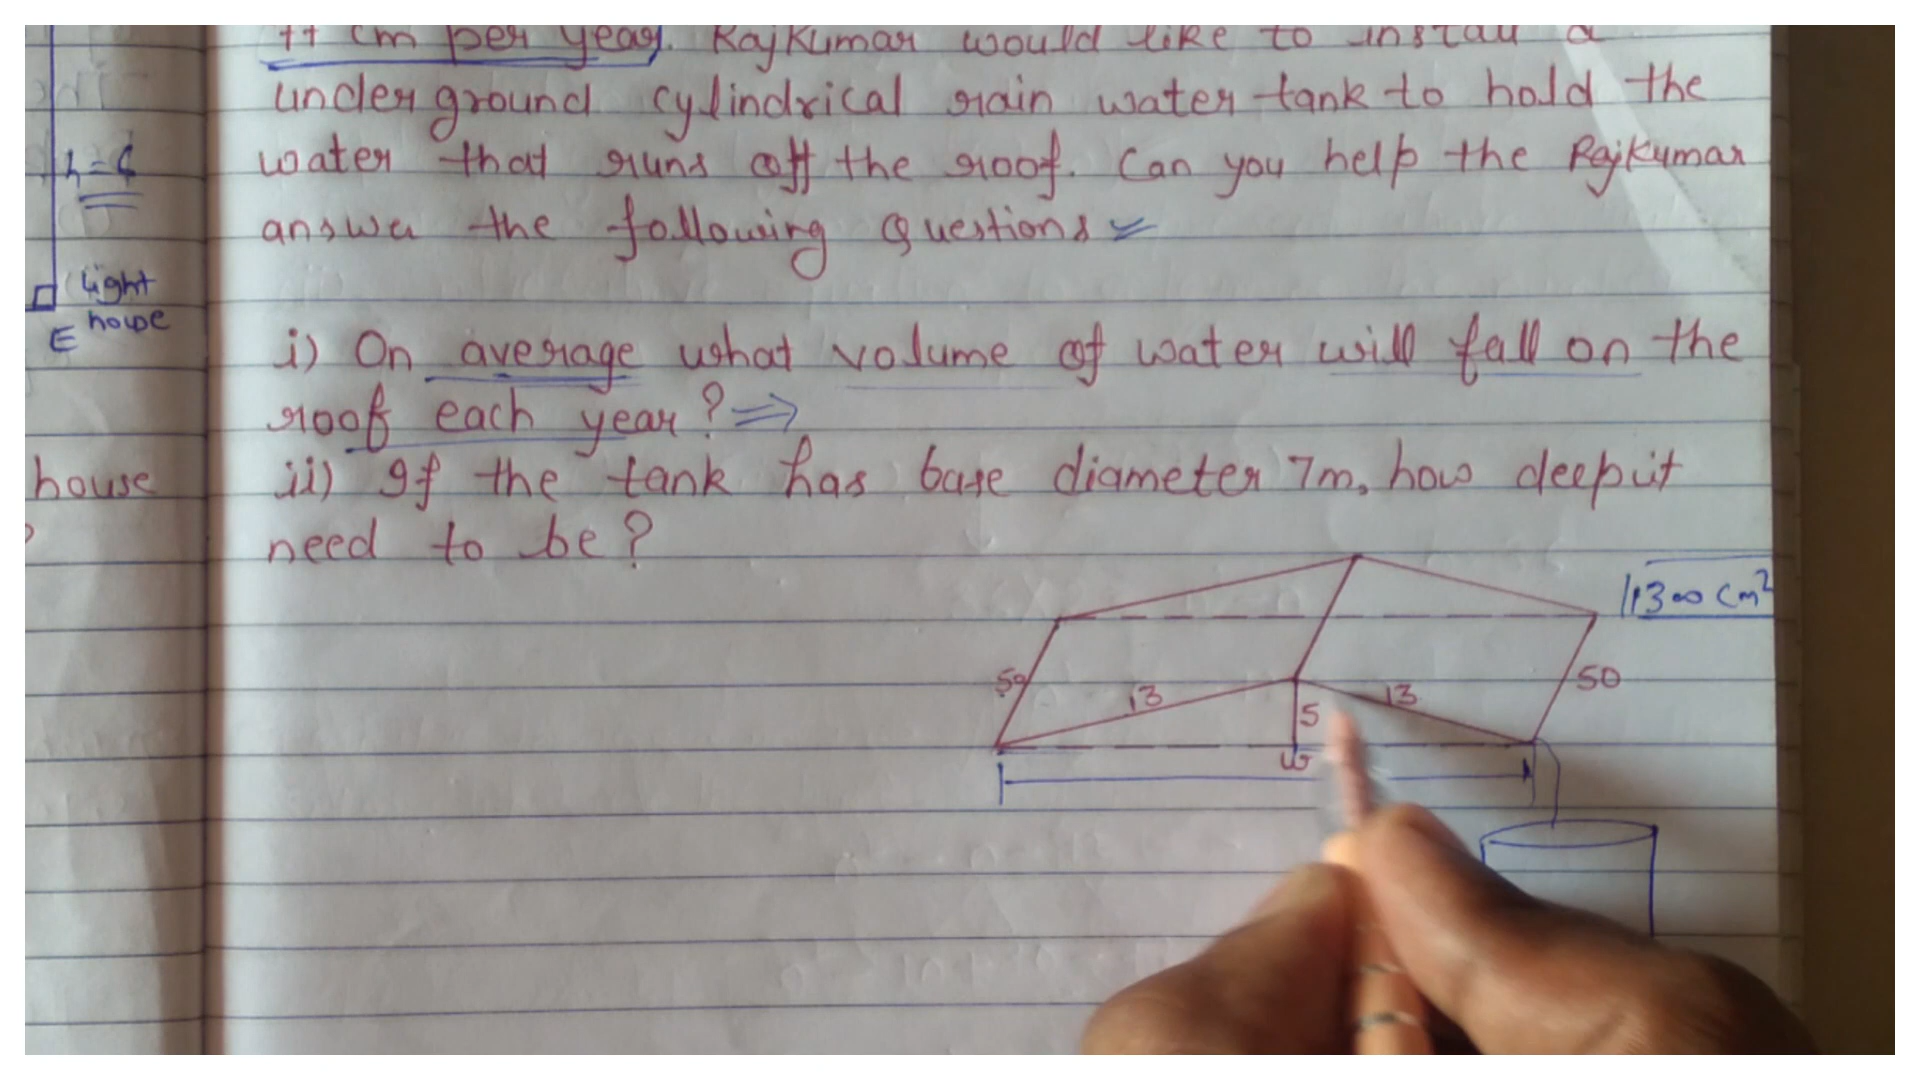 h = 6
light
house
E
house
77 cm per year. Rajkumar would like to install a
underground cylindrical rain water tank to hold the
water that runs off the roof. Can you help the Rajkumar
answer the following Questions
i) On average what volume of water will fall on the
roof each year? ⇒
ii) If the tank has base diameter 7m, how deep it
need to be?
11300 cm²
50 13 5 13 50
w